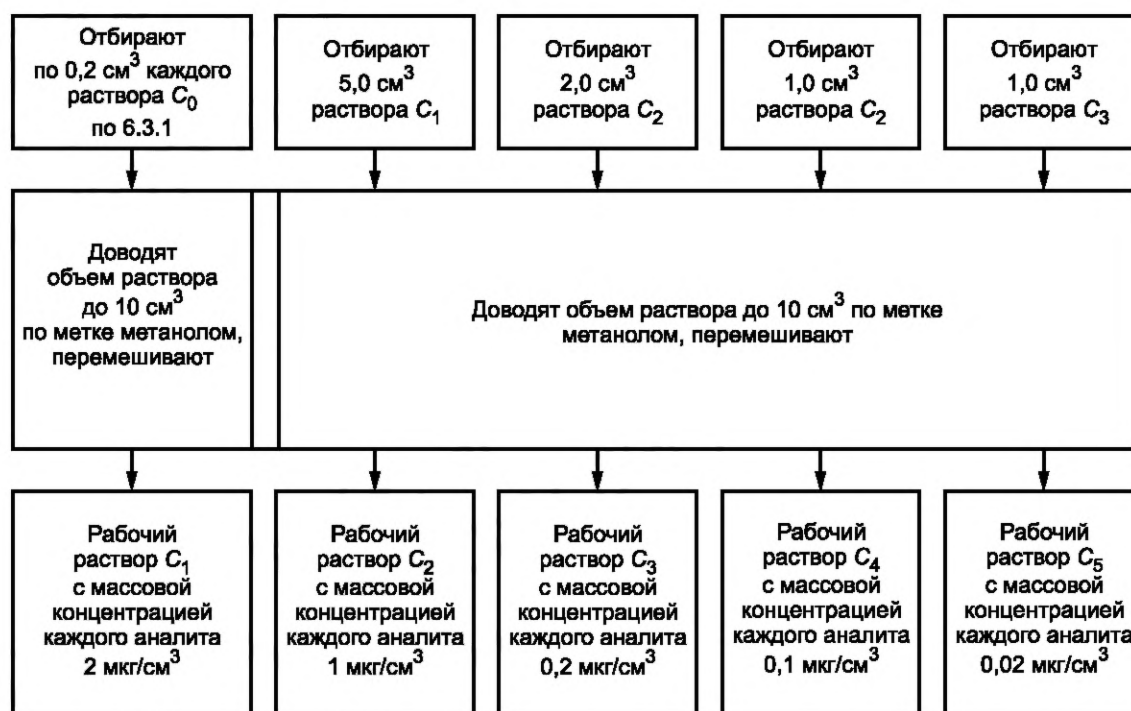 Отбирают
по 0,2 см³ каждого
раствора C₀
по 6.3.1
Отбирают
5,0 см³
раствора C₁
Отбирают
2,0 см³
раствора C₂
Отбирают
1,0 см³
раствора C₂
Отбирают
1,0 см³
раствора C₃
Доводят
объем раствора
до 10 см³
по метке метанолом,
перемешивают
Доводят объем раствора до 10 см³ по метке
метанолом, перемешивают
Рабочий
раствор C₁
с массовой
концентрацией
каждого аналита
2 мкг/см³
Рабочий
раствор C₂
с массовой
концентрацией
каждого аналита
1 мкг/см³
Рабочий
раствор C₃
с массовой
концентрацией
каждого аналита
0,2 мкг/см³
Рабочий
раствор C₄
с массовой
концентрацией
каждого аналита
0,1 мкг/см³
Рабочий
раствор C₅
с массовой
концентрацией
каждого аналита
0,02 мкг/см³